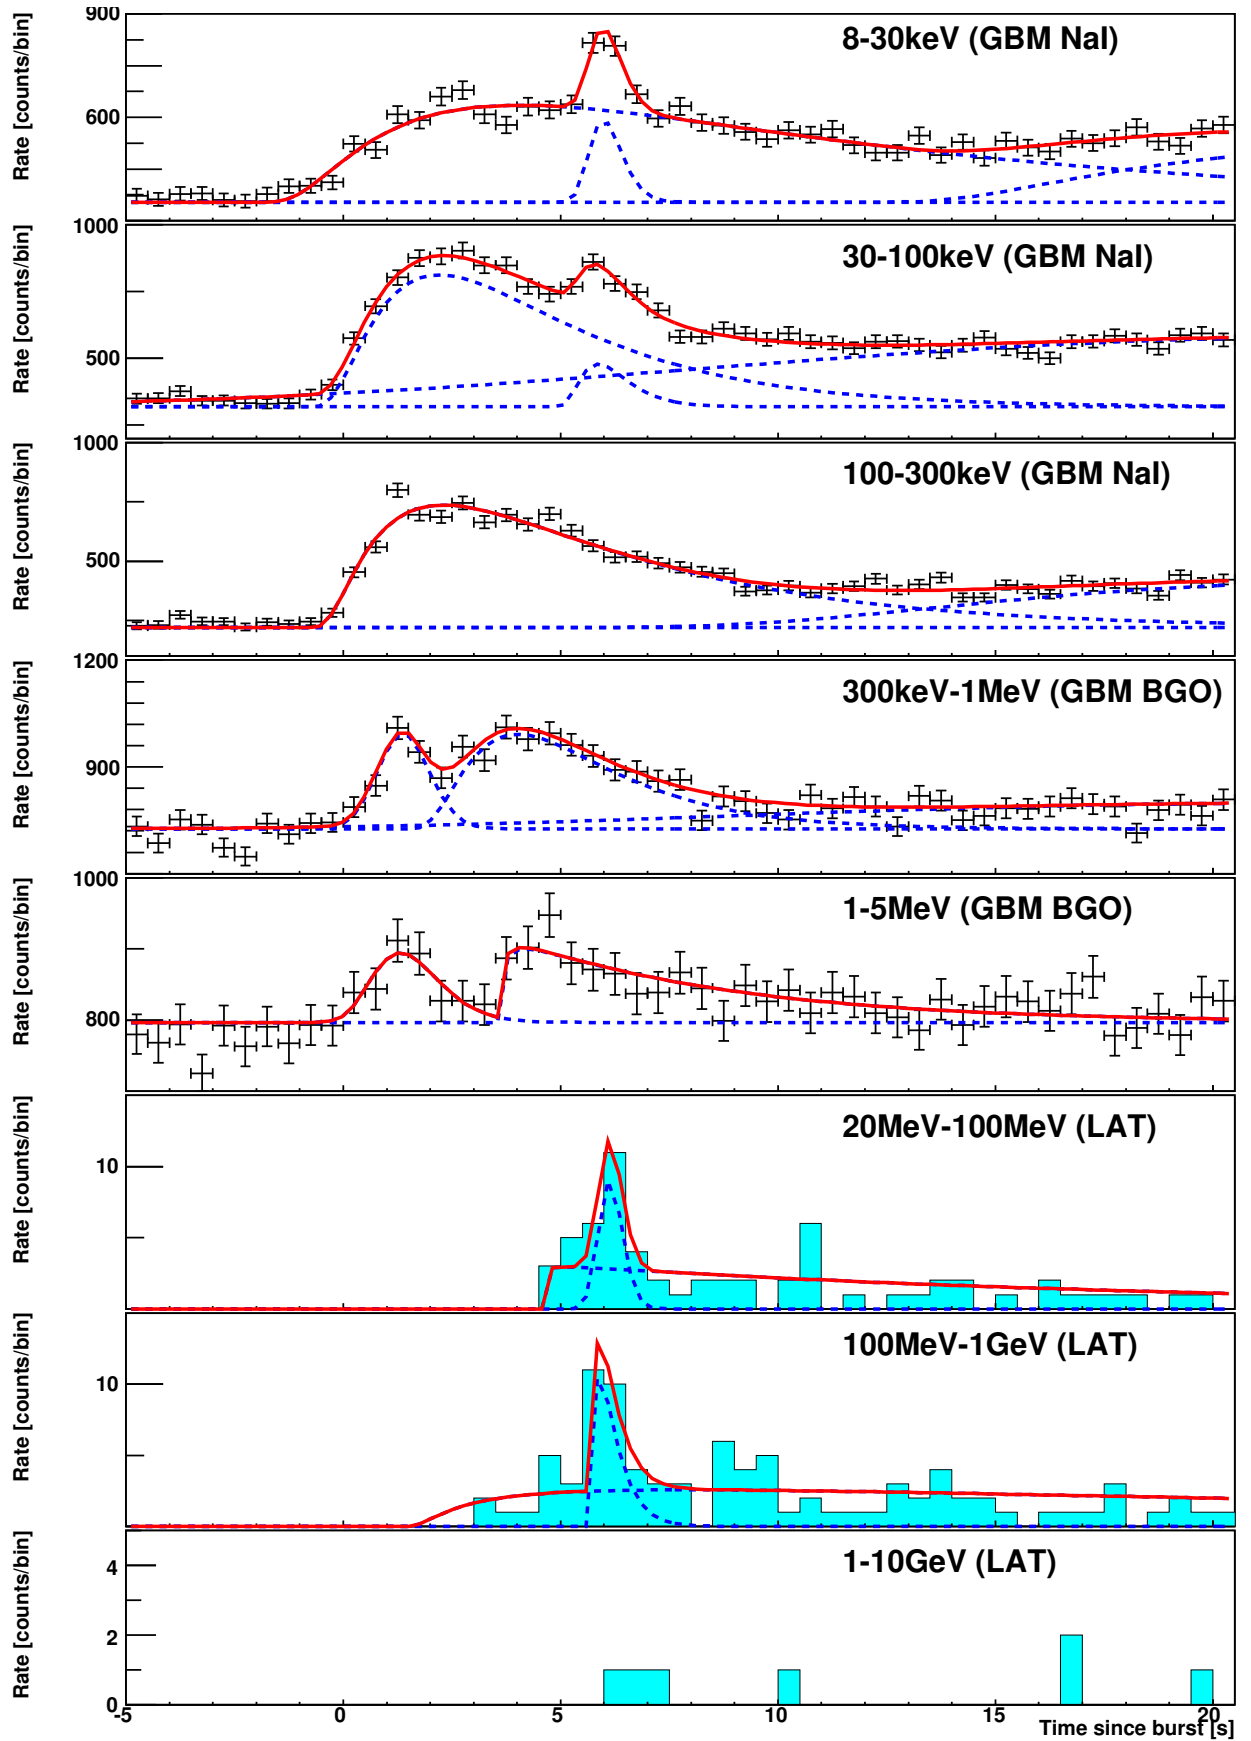 900
8-30keV (GBM NaI)
600
Rate [counts/bin]
1000
30-100keV (GBM NaI)
500
Rate [counts/bin]
1000
100-300keV (GBM NaI)
500
Rate [counts/bin]
1200
300keV-1MeV (GBM BGO)
900
Rate [counts/bin]
1000
1-5MeV (GBM BGO)
800
Rate [counts/bin]
20MeV-100MeV (LAT)
10
Rate [counts/bin]
100MeV-1GeV (LAT)
10
Rate [counts/bin]
1-10GeV (LAT)
4
2
0
Rate [counts/bin]
-5 0 5 10 15 20
Time since burst [s]